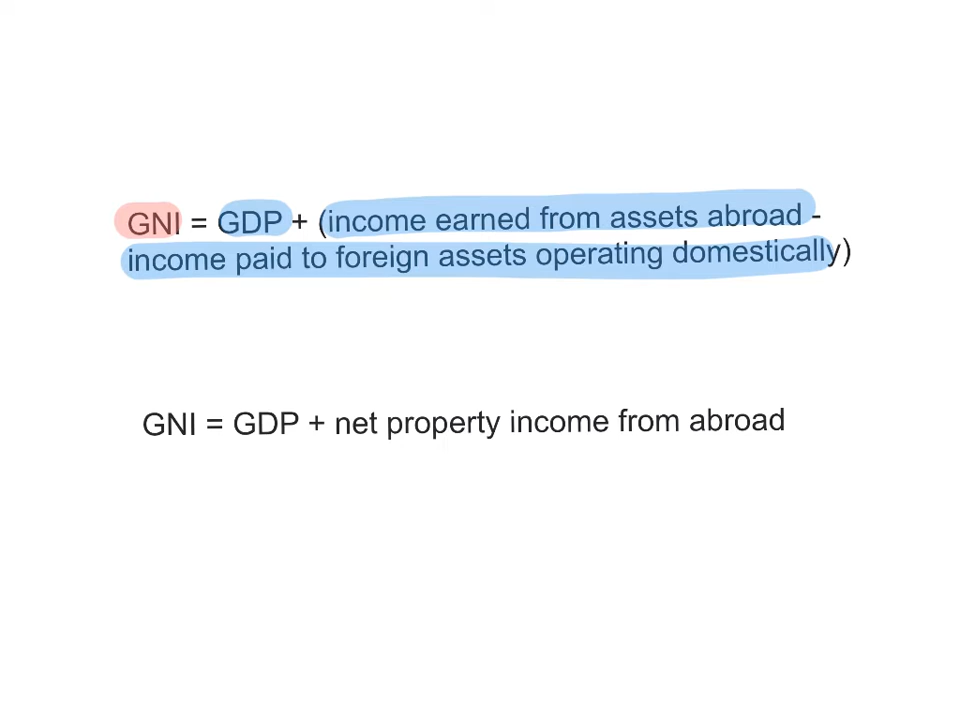 GNI = GDP + (income earned from assets abroad -
income paid to foreign assets operating domestically)
GNI = GDP + net property income from abroad